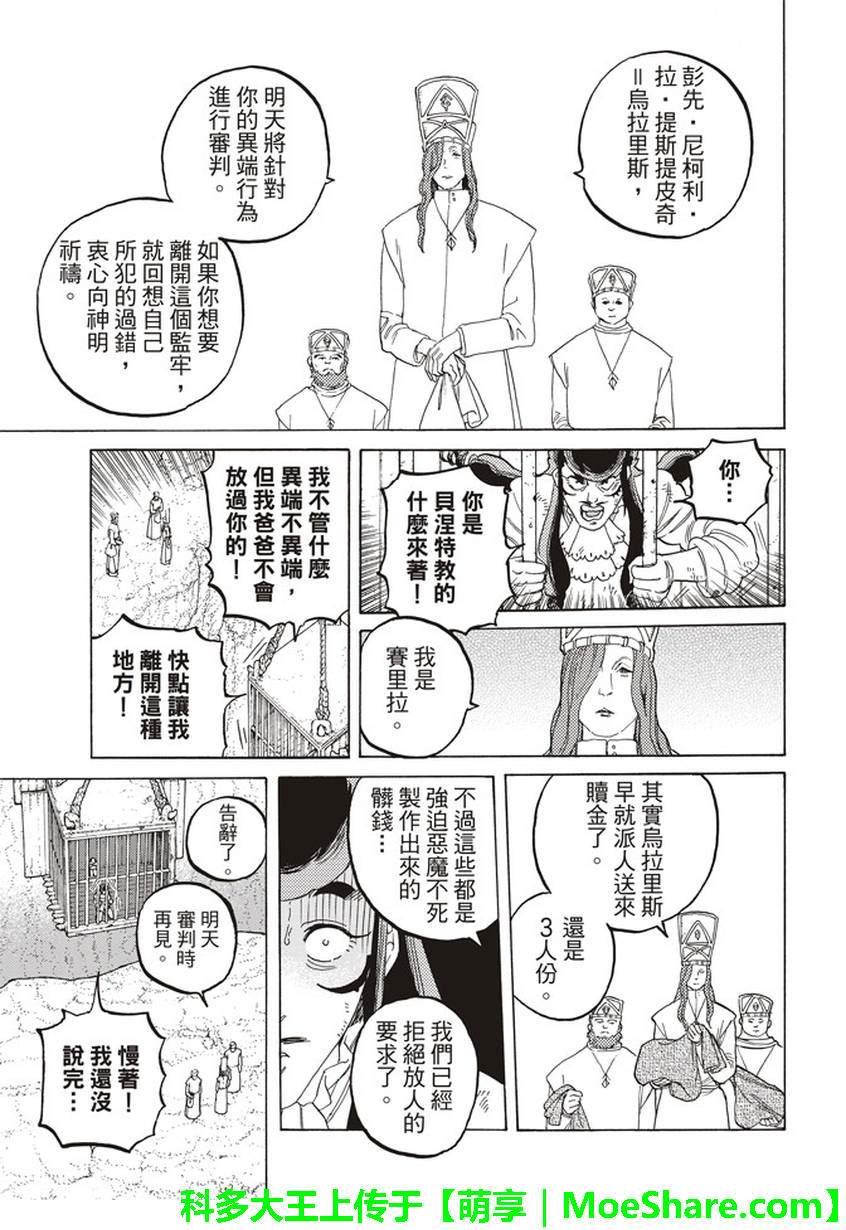 彭先・尼柯利・
拉・提斯提皮奇
=烏拉里斯，
明天將針對
你的異端行為
進行審判。
如果你想要
離開這個監牢，
就回想自己
所犯的過錯，
衷心向神明
祈禱。
你…
你是
貝涅特教的
什麼來著！
我不管什麼
異端不異端，
但我爸爸不會
放過你的！
快點讓我
離開這種
地方！
我是
賽里拉。
其實烏拉里斯
早就派人送來
贖金了。
還是
3人份。
不過這些都是
強迫惡魔不死
製作出來的
髒錢…
我們已經
拒絕放人的
要求了。
告辭了。
明天
審判時
再見。
慢著！
我還沒
說完…
科多大王上传于【萌享｜MoeShare.com】